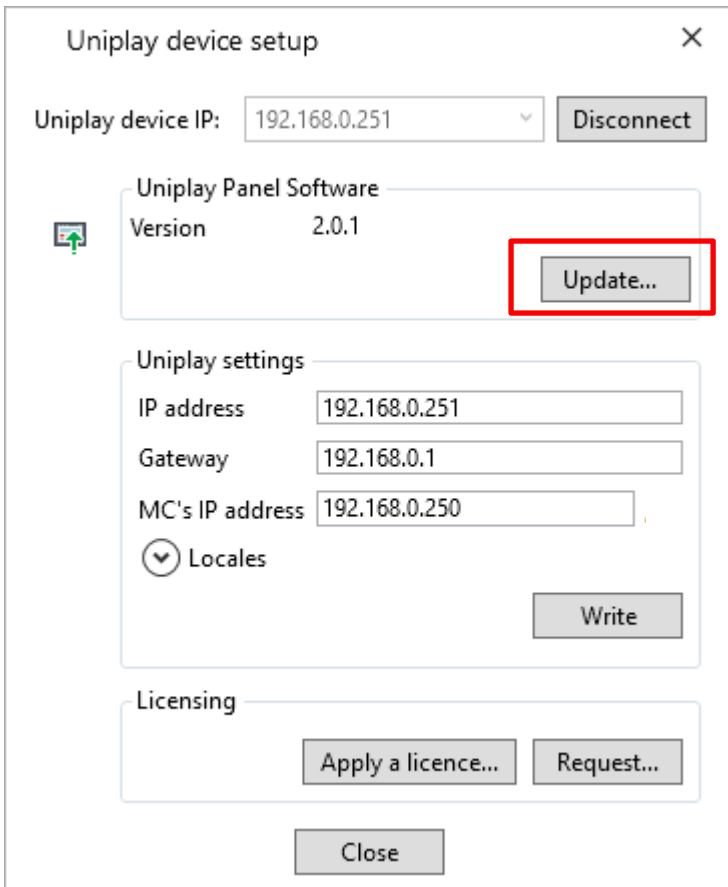 Uniplay device setup
Uniplay device IP: 192.168.0.251 Disconnect
Uniplay Panel Software
Version 2.0.1
Update...
Uniplay settings
IP address 192.168.0.251
Gateway 192.168.0.1
MC's IP address 192.168.0.250
Locales
Write
Licensing
Apply a licence... Request...
Close